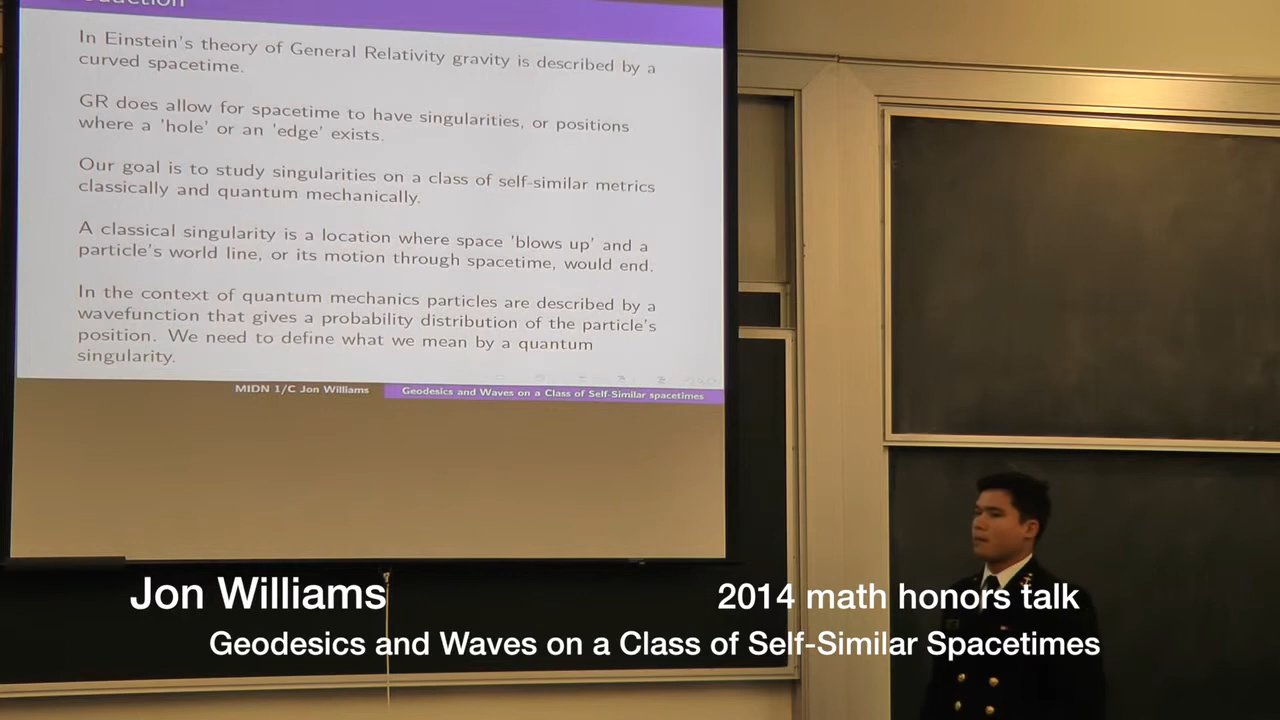 In Einstein's theory of General Relativity gravity is described by a
curved spacetime.
GR does allow for spacetime to have singularities, or positions
where a 'hole' or an 'edge' exists.
Our goal is to study singularities on a class of self-similar metrics
classically and quantum mechanically.
A classical singularity is a location where space 'blows up' and a
particle's world line, or its motion through spacetime, would end.
In the context of quantum mechanics particles are described by a
wavefunction that gives a probability distribution of the particle's
position. We need to define what we mean by a quantum
singularity.
MIDN 1/C Jon Williams
Geodesics and Waves on a Class of Self-Similar spacetimes
Jon Williams
2014 math honors talk
Geodesics and Waves on a Class of Self-Similar Spacetimes